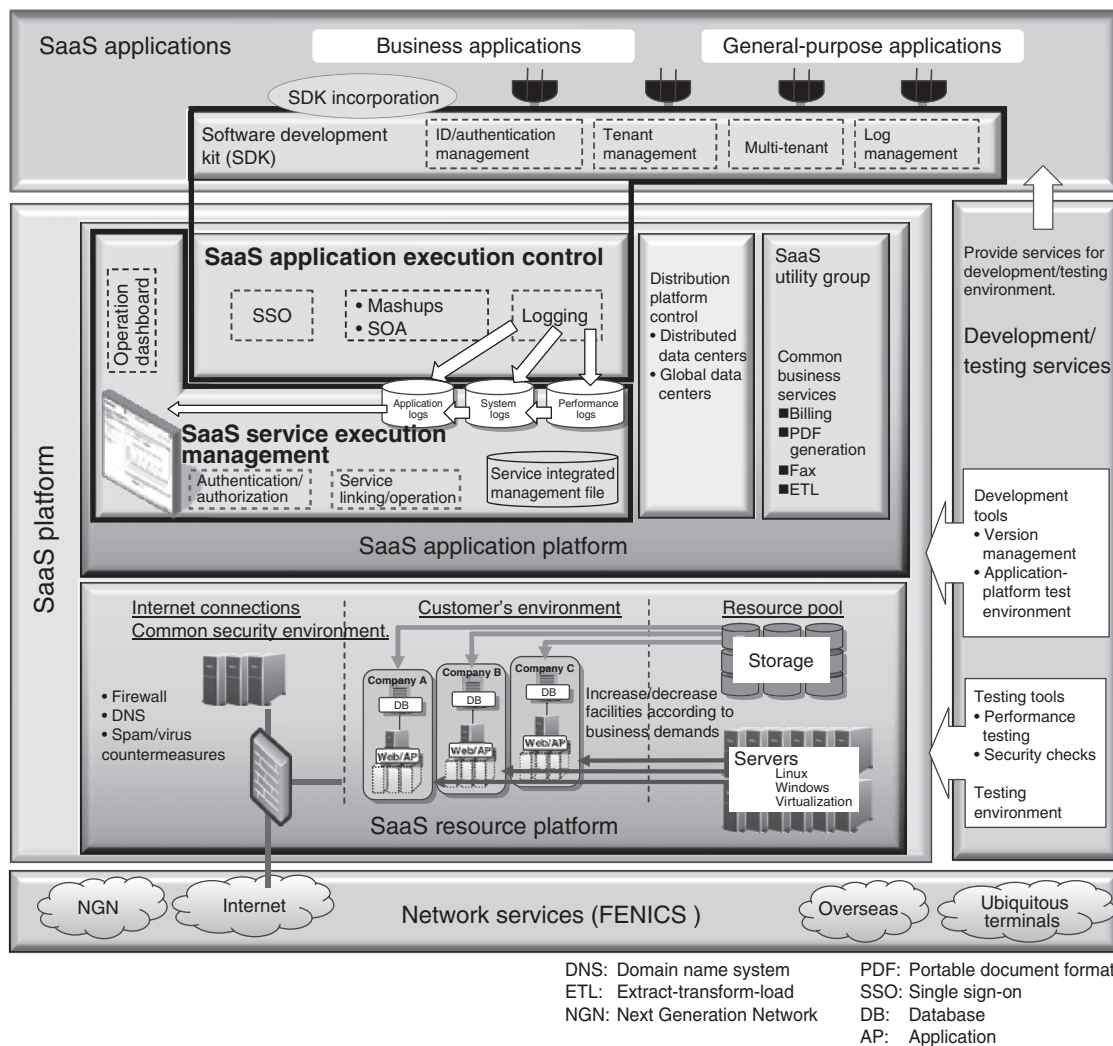 SaaS applications
Business applications
General-purpose applications
SDK incorporation
Software development
kit (SDK)
ID/authentication
management
Tenant
management
Multi-tenant
Log
management
SaaS platform
Operation
dashboard
SaaS application execution control
SSO
• Mashups
• SOA
Logging
Application
logs
System
logs
Performance
logs
SaaS service execution
management
Authentication/
authorization
Service
linking/operation
Service integrated
management file
Distribution
platform
control
• Distributed
data centers
• Global data
centers
SaaS
utility group
Common
business
services
■Billing
■PDF
generation
■Fax
■ETL
SaaS application platform
Provide services for
development/testing
environment.
Development/
testing services
Development
tools
• Version
management
• Application-
platform test
environment
Testing tools
• Performance
testing
• Security checks
Testing
environment
Internet connections
Common security environment.
• Firewall
• DNS
• Spam/virus
countermeasures
Customer's environment
Company A
DB
Web/AP
Company B
DB
Web/AP
Company C
DB
Web/AP
Increase/decrease
facilities according to
business demands
Resource pool
Storage
Servers
Linux
Windows
Virtualization
SaaS resource platform
NGN
Internet
Network services (FENICS )
Overseas
Ubiquitous
terminals
DNS: Domain name system
ETL: Extract-transform-load
NGN: Next Generation Network
PDF: Portable document format
SSO: Single sign-on
DB: Database
AP: Application